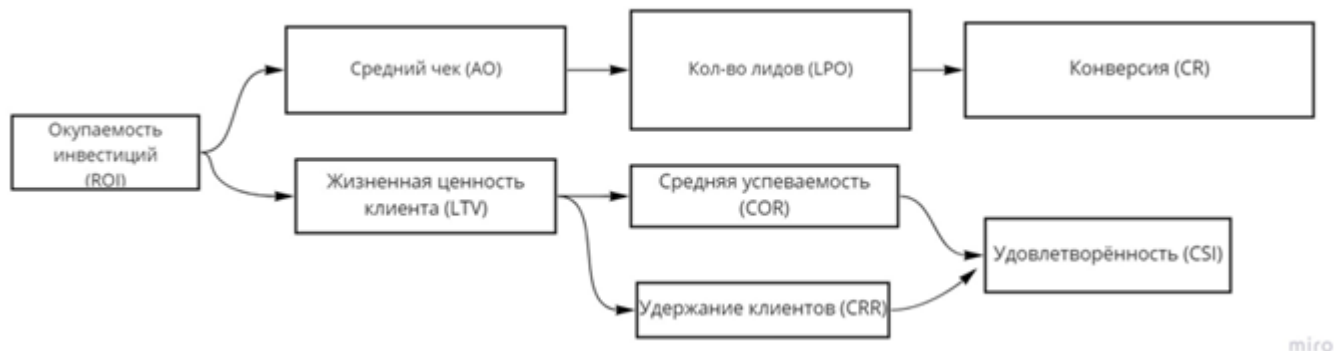 Средний чек (AO)
Кол-во лидов (LPO)
Конверсия (CR)
Окупаемость
инвестиций
(ROI)
Жизненная ценность
клиента (LTV)
Средняя успеваемость
(COR)
Удовлетворённость (CSI)
Удержание клиентов (CRR)
miro